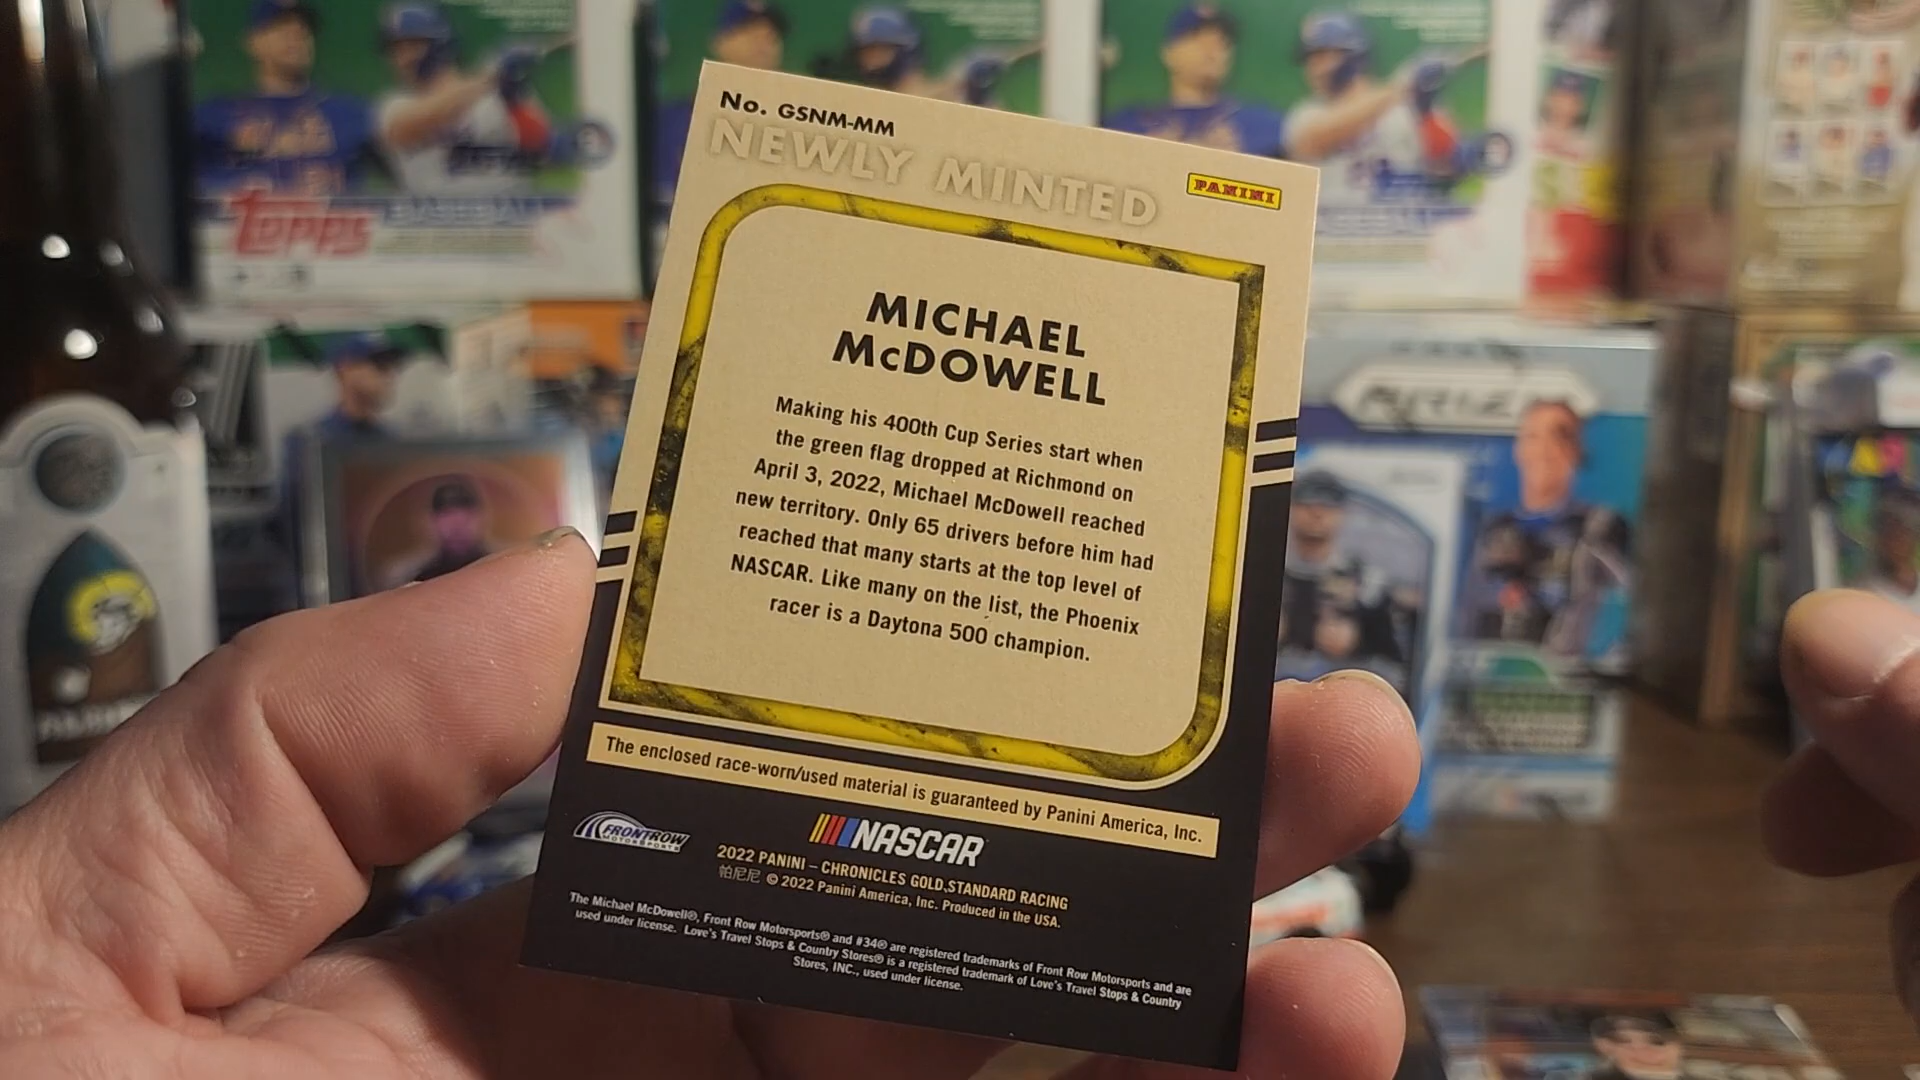 No. GSNM-MM
NEWLY MINTED
PANINI
MICHAEL
McDOWELL
Making his 400th Cup Series start when
the green flag dropped at Richmond on
April 3, 2022, Michael McDowell reached
new territory. Only 65 drivers before him had
reached that many starts at the top level of
NASCAR. Like many on the list, the Phoenix
racer is a Daytona 500 champion.
The enclosed race-worn/used material is guaranteed by Panini America, Inc.
FRONTROW
MOTORSPORTS
NASCAR
2022 PANINI – CHRONICLES GOLD STANDARD RACING
帕尼尼 © 2022 Panini America, Inc. Produced in the USA.
The Michael McDowell®, Front Row Motorsports® and #34® are registered trademarks of Front Row Motorsports and are
used under license. Love's Travel Stops & Country Stores® is a registered trademark of Love's Travel Stops & Country
Stores, INC., used under license.
Topps
BASEBALL
PRIZM